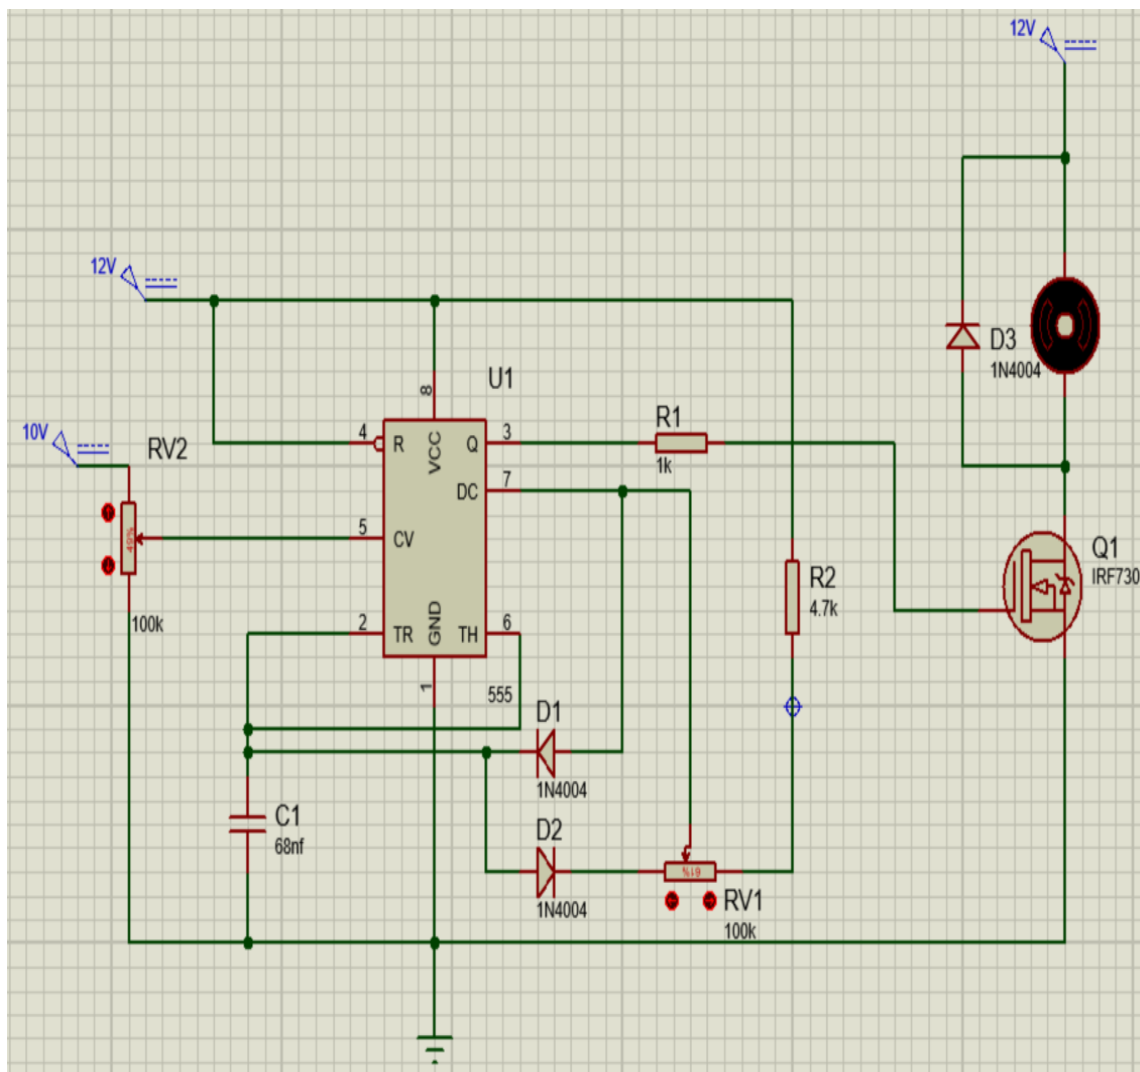 12V
12V
D3
1N4004
U1
8
10V
RV2
4
R
VCC
Q
3
R1
1k
DC
7
5
CV
49%
R2
4.7k
Q1
IRF730
100k
2
TR
GND
TH
6
1
555
D1
1N4004
C1
68nf
D2
1N4004
61%
RV1
100k